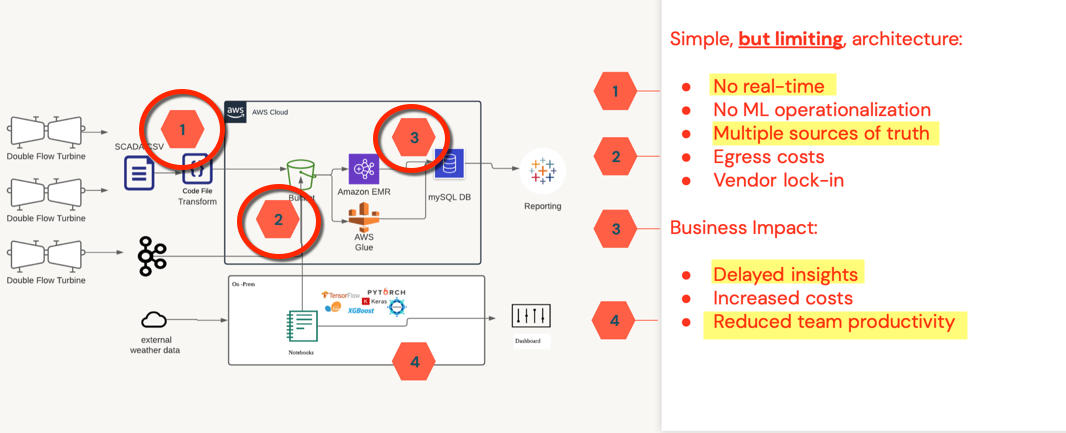 Simple, but limiting, architecture:
1
● No real-time
● No ML operationalization
● Multiple sources of truth
2
● Egress costs
● Vendor lock-in
3
Business Impact:
● Delayed insights
● Increased costs
4
● Reduced team productivity
aws
AWS Cloud
1
3
Double Flow Turbine
SCADA CSV
{ }
Code File
Transform
Bucket
Amazon EMR
mySQL DB
Reporting
Double Flow Turbine
2
AWS
Glue
Double Flow Turbine
On -Prem
TensorFlow
PYTORCH
Keras
XGBoost
external
weather data
Notebooks
Dashboard
4